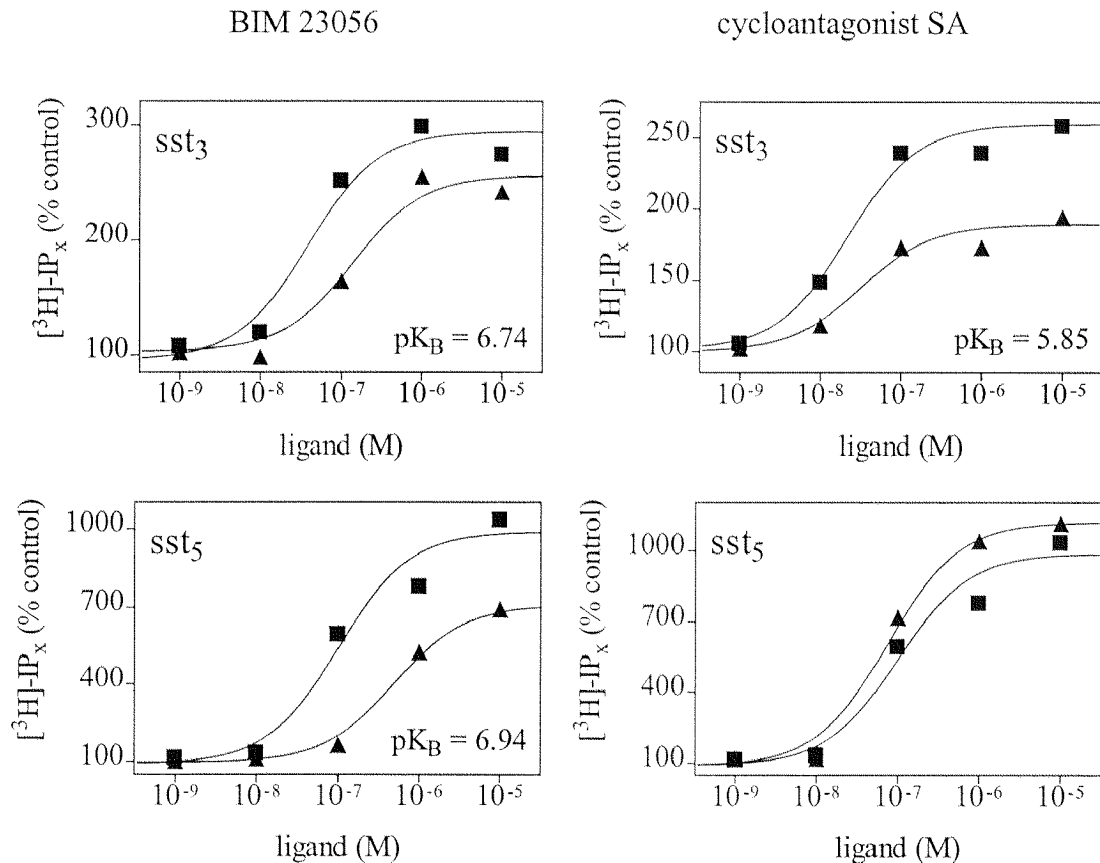 BIM 23056
cycloantagonist SA
[³H]-IPₓ (% control)
300
200
100
sst₃
pK_B = 6.74
10⁻⁹ 10⁻⁸ 10⁻⁷ 10⁻⁶ 10⁻⁵
ligand (M)
[³H]-IPₓ (% control)
250
200
150
100
sst₃
pK_B = 5.85
10⁻⁹ 10⁻⁸ 10⁻⁷ 10⁻⁶ 10⁻⁵
ligand (M)
[³H]-IPₓ (% control)
1000
700
400
100
sst₅
pK_B = 6.94
10⁻⁹ 10⁻⁸ 10⁻⁷ 10⁻⁶ 10⁻⁵
ligand (M)
[³H]-IPₓ (% control)
1000
700
400
100
sst₅
10⁻⁹ 10⁻⁸ 10⁻⁷ 10⁻⁶ 10⁻⁵
ligand (M)